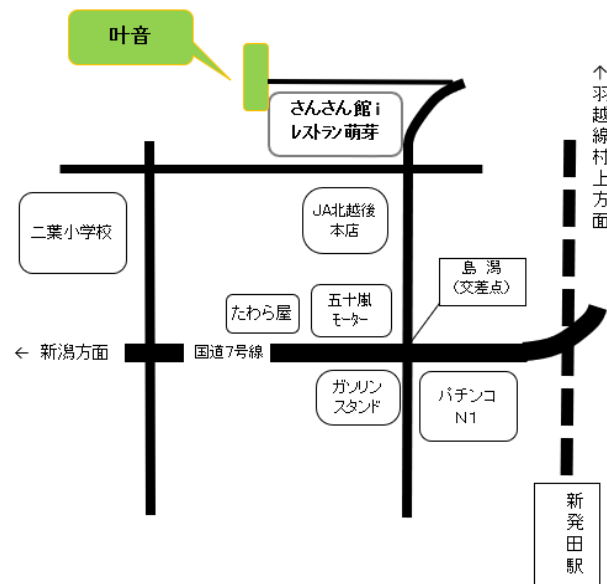 叶音
さんさん館i
レストラン萌芽
↑羽越線村上方面
二葉小学校
JA北越後
本店
島潟
(交差点)
たわら屋
五十嵐
モーター
← 新潟方面
国道7号線
ガソリン
スタンド
パチンコ
N1
新発田駅